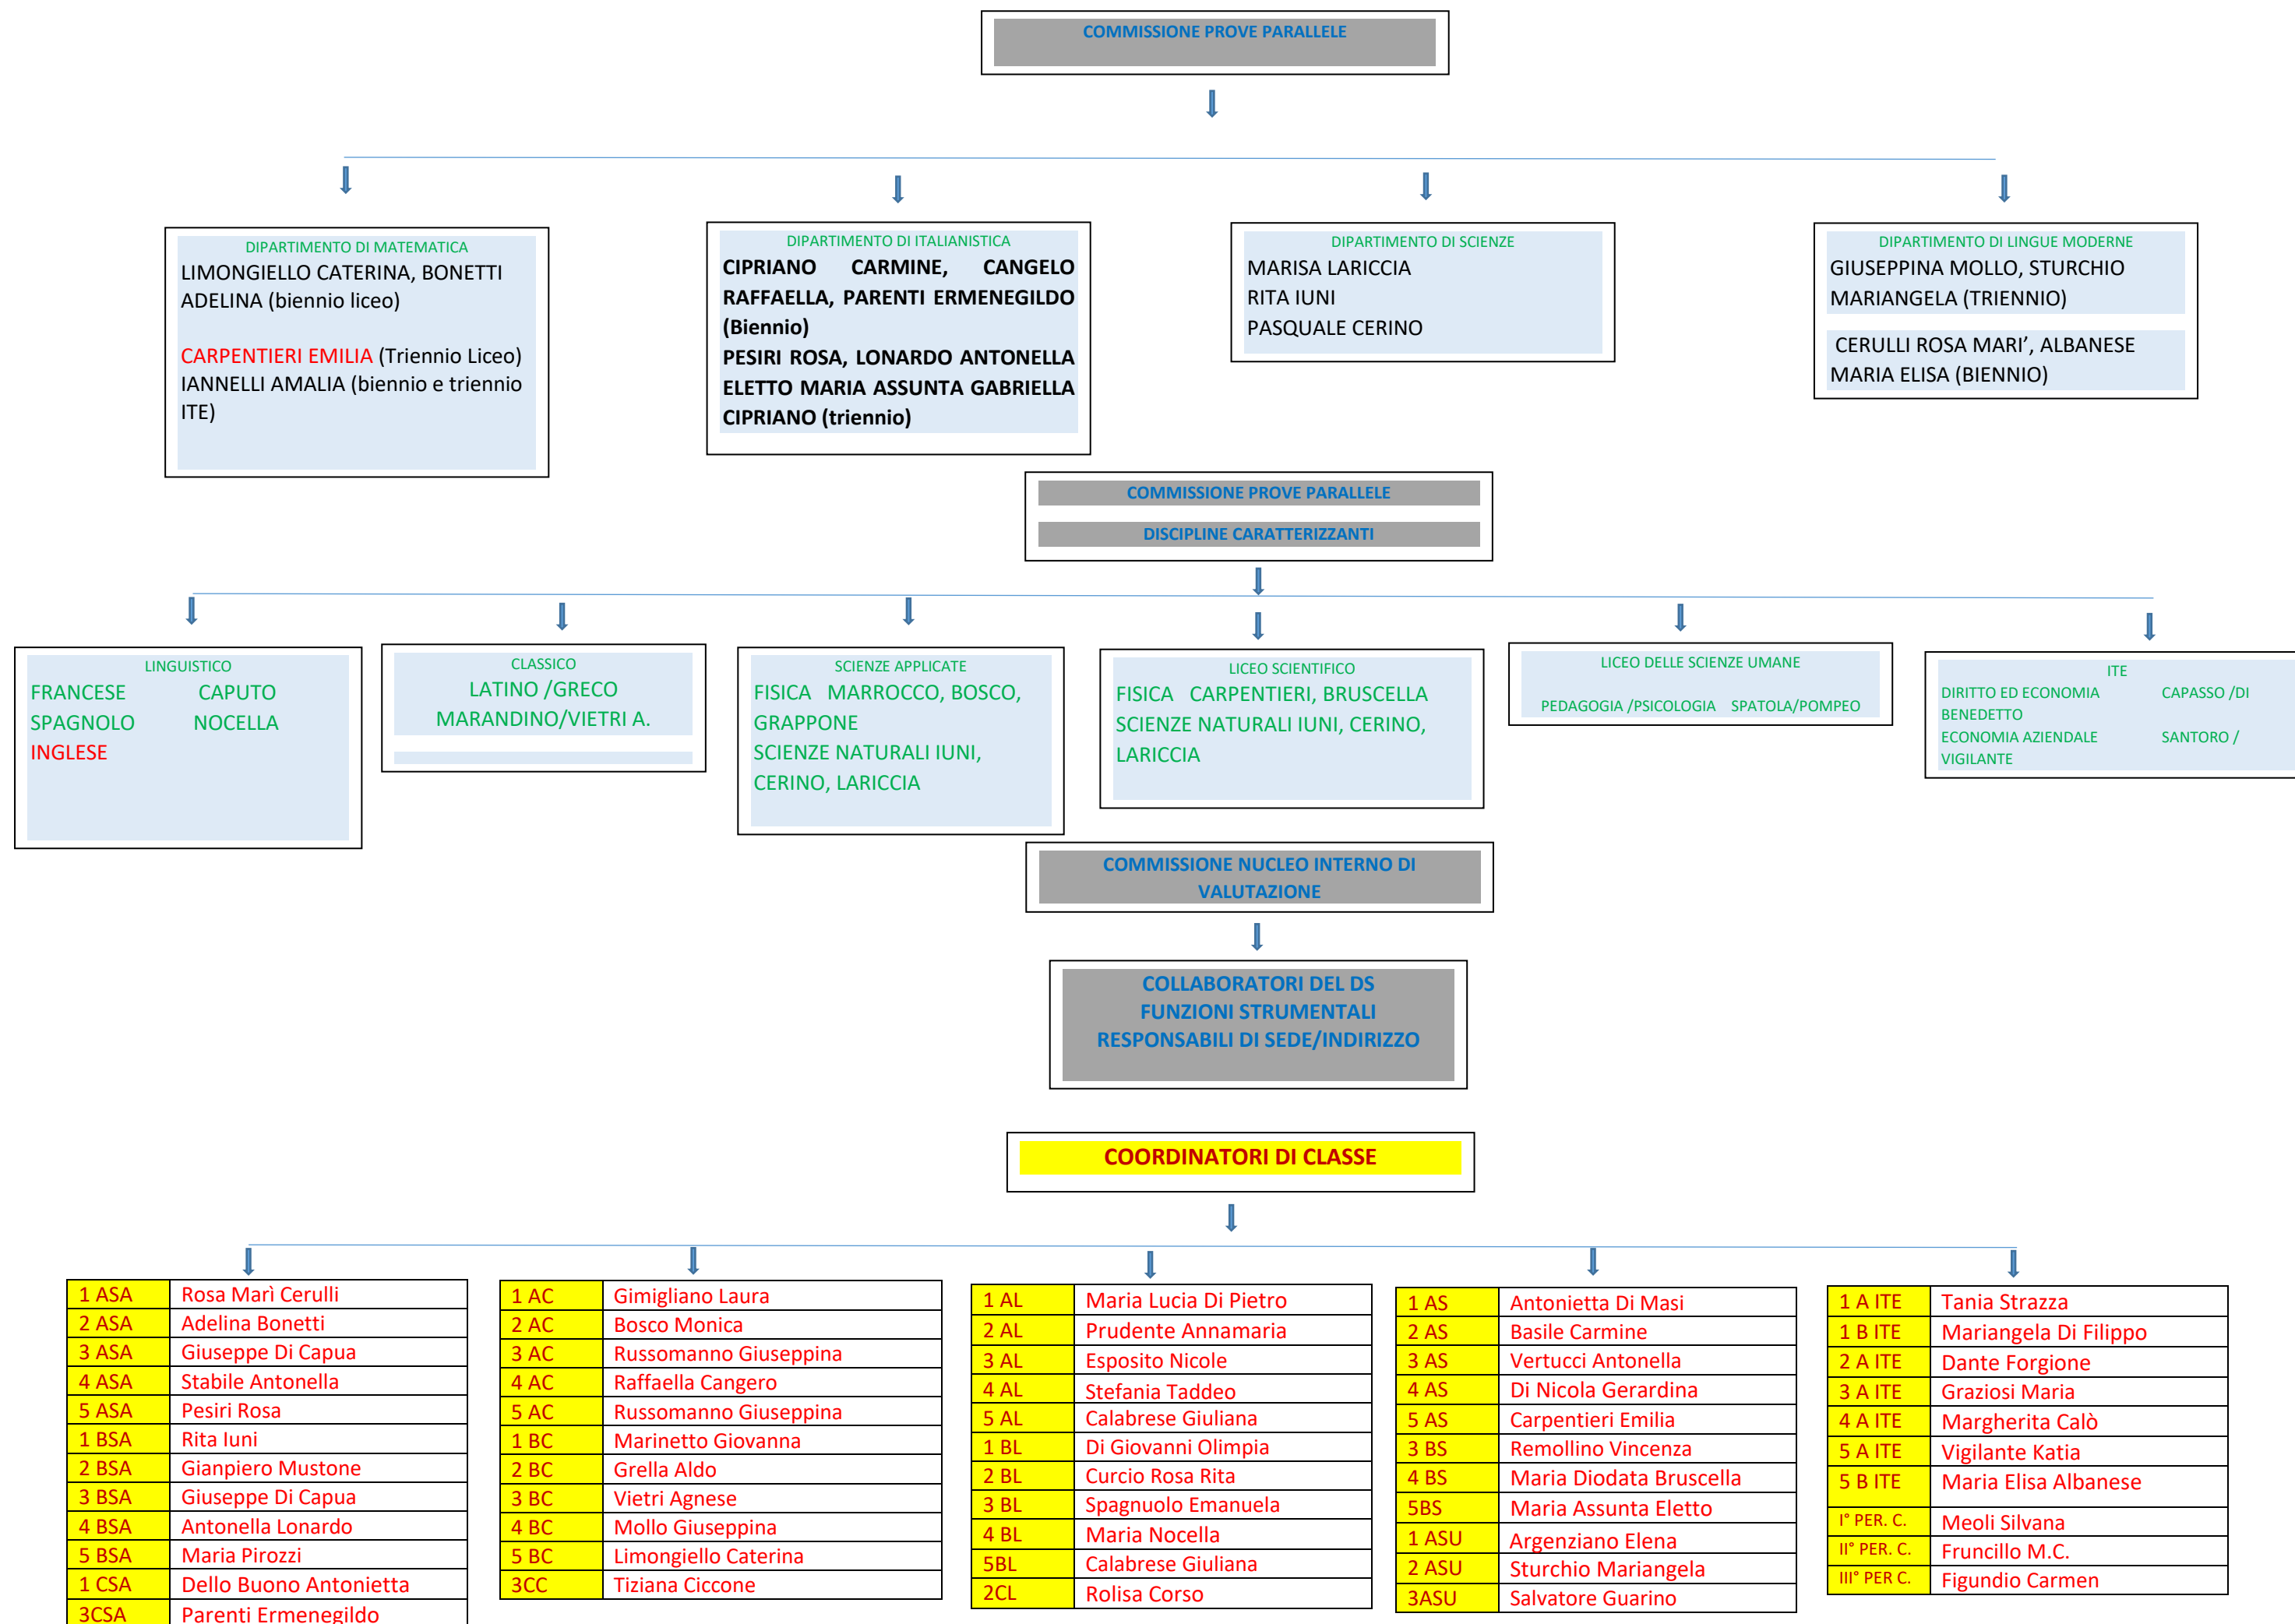 COMMISSIONE PROVE PARALLELE
DIPARTIMENTO DI MATEMATICA
LIMONGIELLO CATERINA, BONETTI
ADELINA (biennio liceo)
CARPENTIERI EMILIA (Triennio Liceo)
IANNELLI AMALIA (biennio e triennio
ITE)
DIPARTIMENTO DI ITALIANISTICA
CIPRIANO CARMINE, CANGELO
RAFFAELLA, PARENTI ERMENEGILDO
(Biennio)
PESIRI ROSA, LONARDO ANTONELLA
ELETTO MARIA ASSUNTA GABRIELLA
CIPRIANO (triennio)
DIPARTIMENTO DI SCIENZE
MARISA LARICCIA
RITA IUNI
PASQUALE CERINO
DIPARTIMENTO DI LINGUE MODERNE
GIUSEPPINA MOLLO, STURCHIO
MARIANGELA (TRIENNIO)
CERULLI ROSA MARI’, ALBANESE
MARIA ELISA (BIENNIO)
COMMISSIONE PROVE PARALLELE
DISCIPLINE CARATTERIZZANTI
LINGUISTICO
FRANCESE CAPUTO
SPAGNOLO NOCELLA
INGLESE
CLASSICO
LATINO /GRECO
MARANDINO/VIETRI A.
SCIENZE APPLICATE
FISICA MARROCCO, BOSCO,
GRAPPONE
SCIENZE NATURALI IUNI,
CERINO, LARICCIA
LICEO SCIENTIFICO
FISICA CARPENTIERI, BRUSCELLA
SCIENZE NATURALI IUNI, CERINO,
LARICCIA
LICEO DELLE SCIENZE UMANE
PEDAGOGIA /PSICOLOGIA SPATOLA/POMPEO
ITE
DIRITTO ED ECONOMIA CAPASSO /DI
BENEDETTO
ECONOMIA AZIENDALE SANTORO /
VIGILANTE
COMMISSIONE NUCLEO INTERNO DI
VALUTAZIONE
COLLABORATORI DEL DS
FUNZIONI STRUMENTALI
RESPONSABILI DI SEDE/INDIRIZZO
COORDINATORI DI CLASSE
1 ASA Rosa Marì Cerulli
2 ASA Adelina Bonetti
3 ASA Giuseppe Di Capua
4 ASA Stabile Antonella
5 ASA Pesiri Rosa
1 BSA Rita Iuni
2 BSA Gianpiero Mustone
3 BSA Giuseppe Di Capua
4 BSA Antonella Lonardo
5 BSA Maria Pirozzi
1 CSA Dello Buono Antonietta
3CSA Parenti Ermenegildo
1 AC Gimigliano Laura
2 AC Bosco Monica
3 AC Russomanno Giuseppina
4 AC Raffaella Cangero
5 AC Russomanno Giuseppina
1 BC Marinetto Giovanna
2 BC Grella Aldo
3 BC Vietri Agnese
4 BC Mollo Giuseppina
5 BC Limongiello Caterina
3CC Tiziana Ciccone
1 AL Maria Lucia Di Pietro
2 AL Prudente Annamaria
3 AL Esposito Nicole
4 AL Stefania Taddeo
5 AL Calabrese Giuliana
1 BL Di Giovanni Olimpia
2 BL Curcio Rosa Rita
3 BL Spagnuolo Emanuela
4 BL Maria Nocella
5BL Calabrese Giuliana
2CL Rolisa Corso
1 AS Antonietta Di Masi
2 AS Basile Carmine
3 AS Vertucci Antonella
4 AS Di Nicola Gerardina
5 AS Carpentieri Emilia
3 BS Remollino Vincenza
4 BS Maria Diodata Bruscella
5BS Maria Assunta Eletto
1 ASU Argenziano Elena
2 ASU Sturchio Mariangela
3ASU Salvatore Guarino
1 A ITE Tania Strazza
1 B ITE Mariangela Di Filippo
2 A ITE Dante Forgione
3 A ITE Graziosi Maria
4 A ITE Margherita Calò
5 A ITE Vigilante Katia
5 B ITE Maria Elisa Albanese
I° PER. C. Meoli Silvana
II° PER. C. Fruncillo M.C.
III° PER C. Figundio Carmen